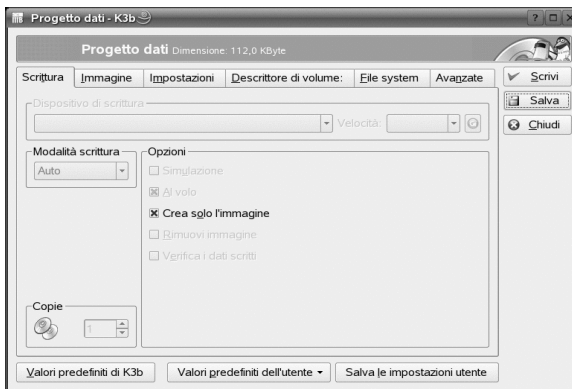 Progetto dati - K3b
Progetto dati Dimensione: 112,0 KByte
Scrittura Immagine Impostazioni Descrittore di volume: File system Avanzate
Scrivi
Salva
Chiudi
Dispositivo di scrittura
Velocità:
Modalità scrittura
Auto
Opzioni
Simulazione
Al volo
Crea solo l'immagine
Rimuovi immagine
Verifica i dati scritti
Copie
1
Valori predefiniti di K3b Valori predefiniti dell'utente Salva le impostazioni utente